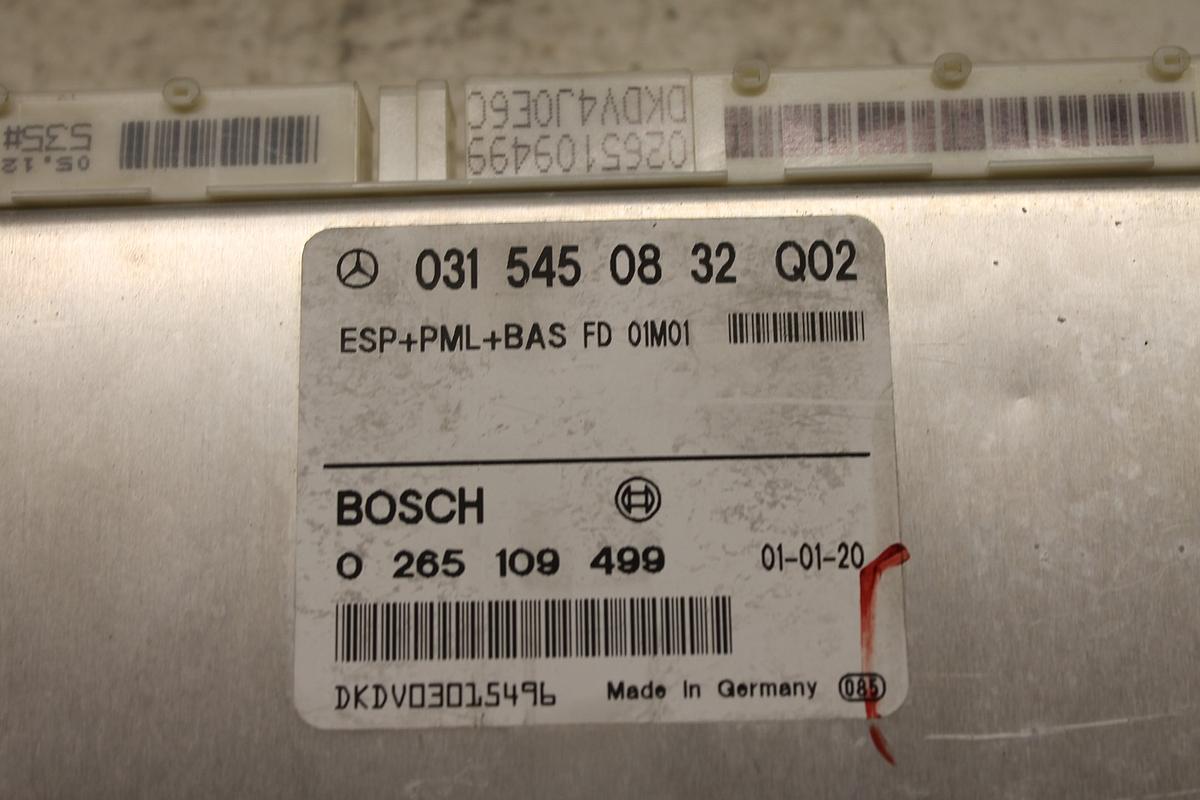 535#
05.12
DKDV4J0E6C
0265109499
031 545 08 32 Q02
ESP+PML+BAS FD 01M01
BOSCH
0 265 109 499 01-01-20
DKDV03015496
Made In Germany 085